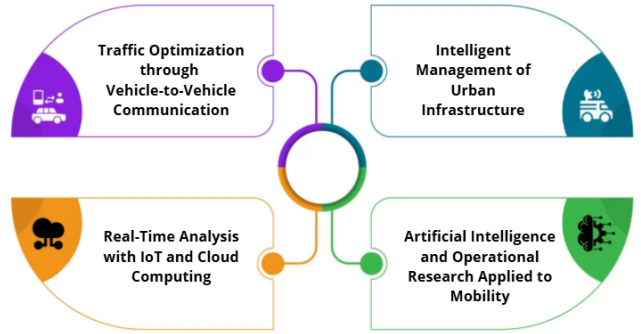 Traffic Optimization
through
Vehicle-to-Vehicle
Communication
Intelligent
Management of
Urban
Infrastructure
Real-Time Analysis
with IoT and Cloud
Computing
Artificial Intelligence
and Operational
Research Applied to
Mobility